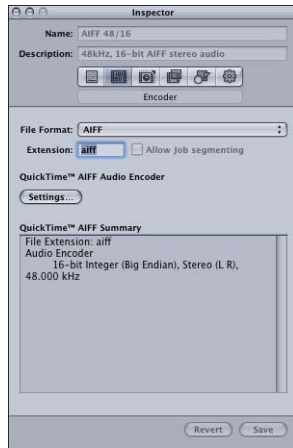 Inspector
Name: AIFF 48/16
Description: 48kHz, 16-bit AIFF stereo audio
Encoder
File Format: AIFF
Extension: aiff Allow Job segmenting
QuickTime™ AIFF Audio Encoder
Settings...
QuickTime™ AIFF Summary
File Extension: aiff
Audio Encoder
16-bit Integer (Big Endian), Stereo (L R),
48.000 kHz
Revert Save